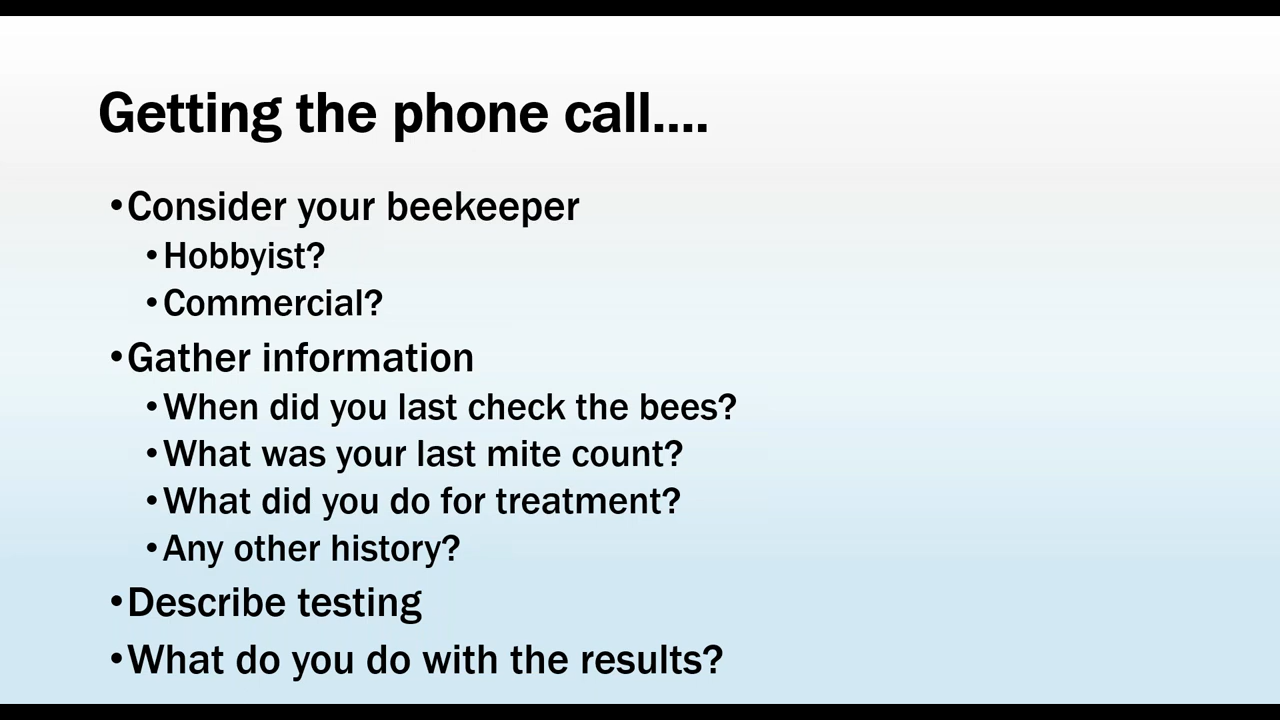 Getting the phone call....
•Consider your beekeeper
•Hobbyist?
•Commercial?
•Gather information
•When did you last check the bees?
•What was your last mite count?
•What did you do for treatment?
•Any other history?
•Describe testing
•What do you do with the results?